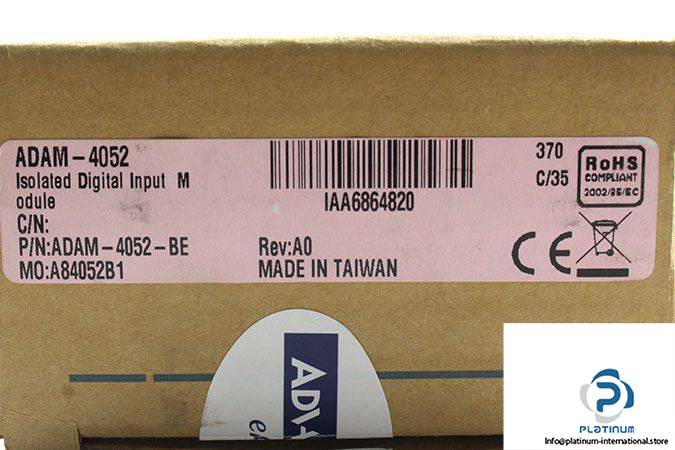 ADAM-4052
Isolated Digital Input M
odule
C/N:
P/N:ADAM-4052-BE
MO:A84052B1
IAA6864820
Rev:A0
MADE IN TAIWAN
370
C/35
RoHS
COMPLIANT
2002/95/EC
CE
PLATINUM
Info@platinum-international.store